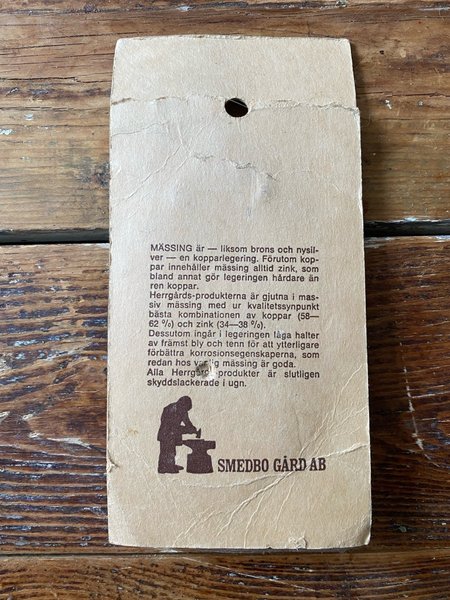 MÄSSING är — liksom brons och nysil-
ver — en kopparlegering. Förutom kop-
par innehåller mässing alltid zink, som
bland annat gör legeringen hårdare än
ren koppar.
Herrgårds-produkterna är gjutna i mas-
siv mässing med ur kvalitetssynpunkt
bästa kombinationen av koppar (58—
62 %) och zink (34—38 %).
Dessutom ingår i legeringen låga halter
av främst bly och tenn för att ytterligare
förbättra korrosionsegenskaperna, som
redan hos vanlig mässing är goda.
Alla Herrgårds-produkter är slutligen
skyddslackerade i ugn.
SMEDBO GÅRD AB